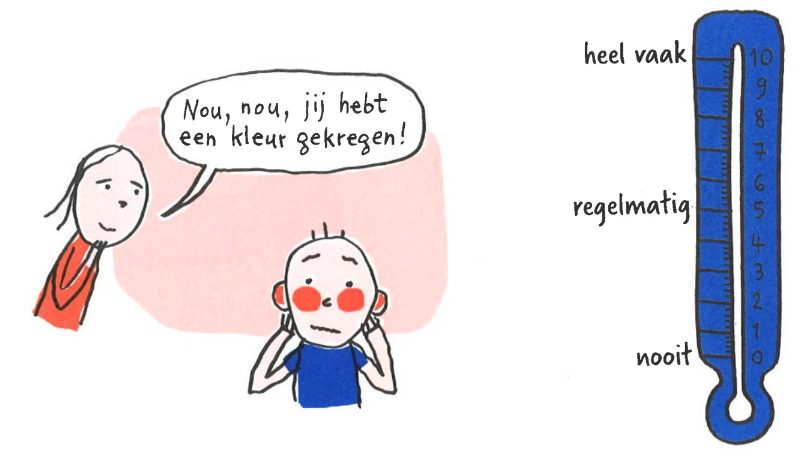 Nou, nou, jij hebt
een kleur gekregen!
heel vaak
regelmatig
nooit
10
9
8
7
6
5
4
3
2
1
0